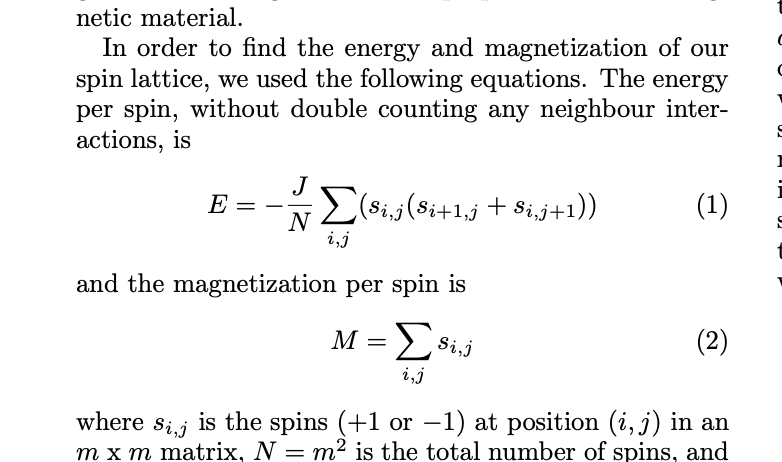 netic material.
In order to find the energy and magnetization of our
spin lattice, we used the following equations. The energy
per spin, without double counting any neighbour inter-
actions, is
E = −\frac{J}{N} \sum_{i,j} (s_{i,j}(s_{i+1,j} + s_{i,j+1})) (1)
and the magnetization per spin is
M = \sum_{i,j} s_{i,j} (2)
where s_{i,j} is the spins (+1 or −1) at position (i, j) in an
m x m matrix, N = m^2 is the total number of spins, and